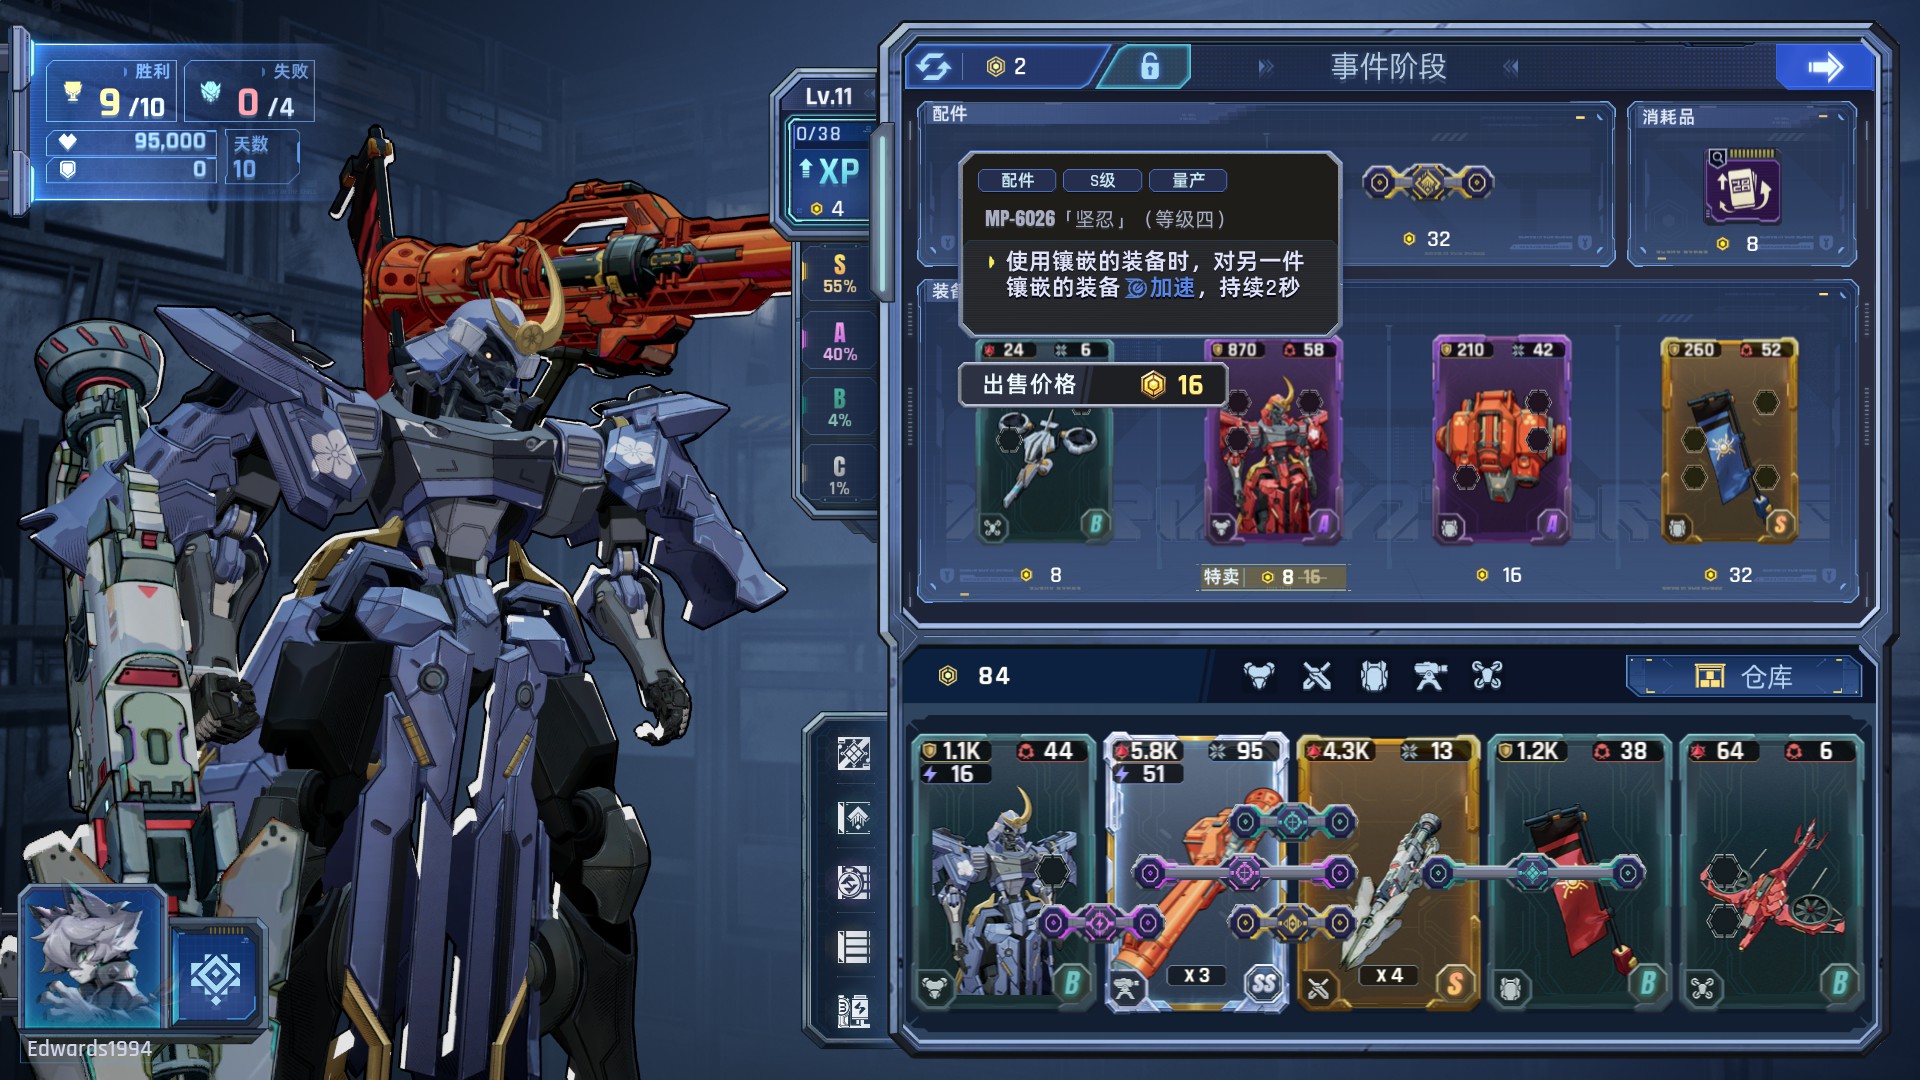 胜利
9/10
失败
0/4
95,000
0
天数
10
Lv.11
0/38
XP
4
S
55%
A
40%
B
4%
C
1%
2
事件阶段
配件
32
消耗品
8
配件
S级
量产
MP-6026「坚忍」（等级四）
使用镶嵌的装备时，对另一件
镶嵌的装备加速，持续2秒
出售价格
16
24
6
B
8
870
58
A
特卖
8 16
210
42
A
16
260
52
S
32
84
仓库
1.1K
44
16
B
5.8K
95
51
x3
SS
4.3K
13
x4
S
1.2K
38
B
64
6
B
Edwards1994